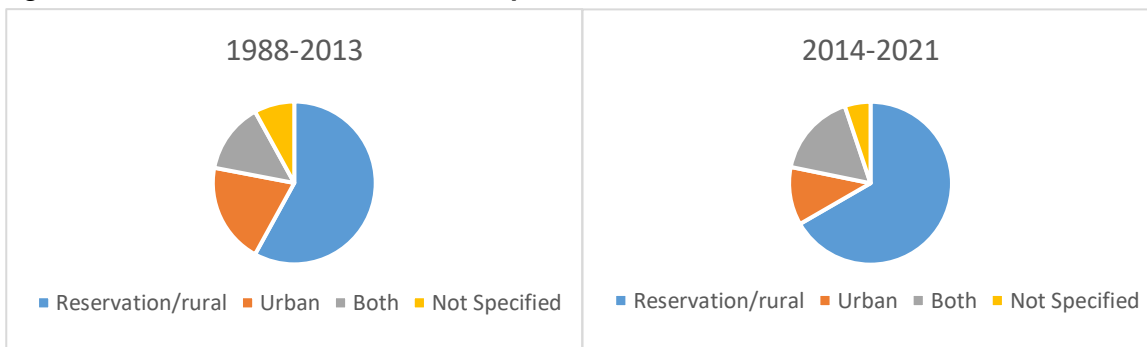 1988-2013
2014-2021
Reservation/rural Urban Both Not Specified
Reservation/rural Urban Both Not Specified